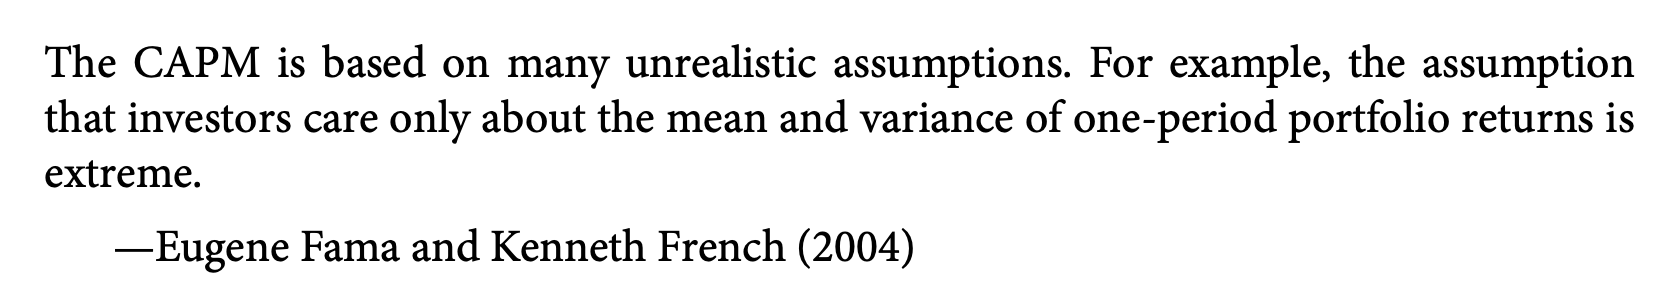 The CAPM is based on many unrealistic assumptions. For example, the assumption
that investors care only about the mean and variance of one-period portfolio returns is
extreme.
—Eugene Fama and Kenneth French (2004)